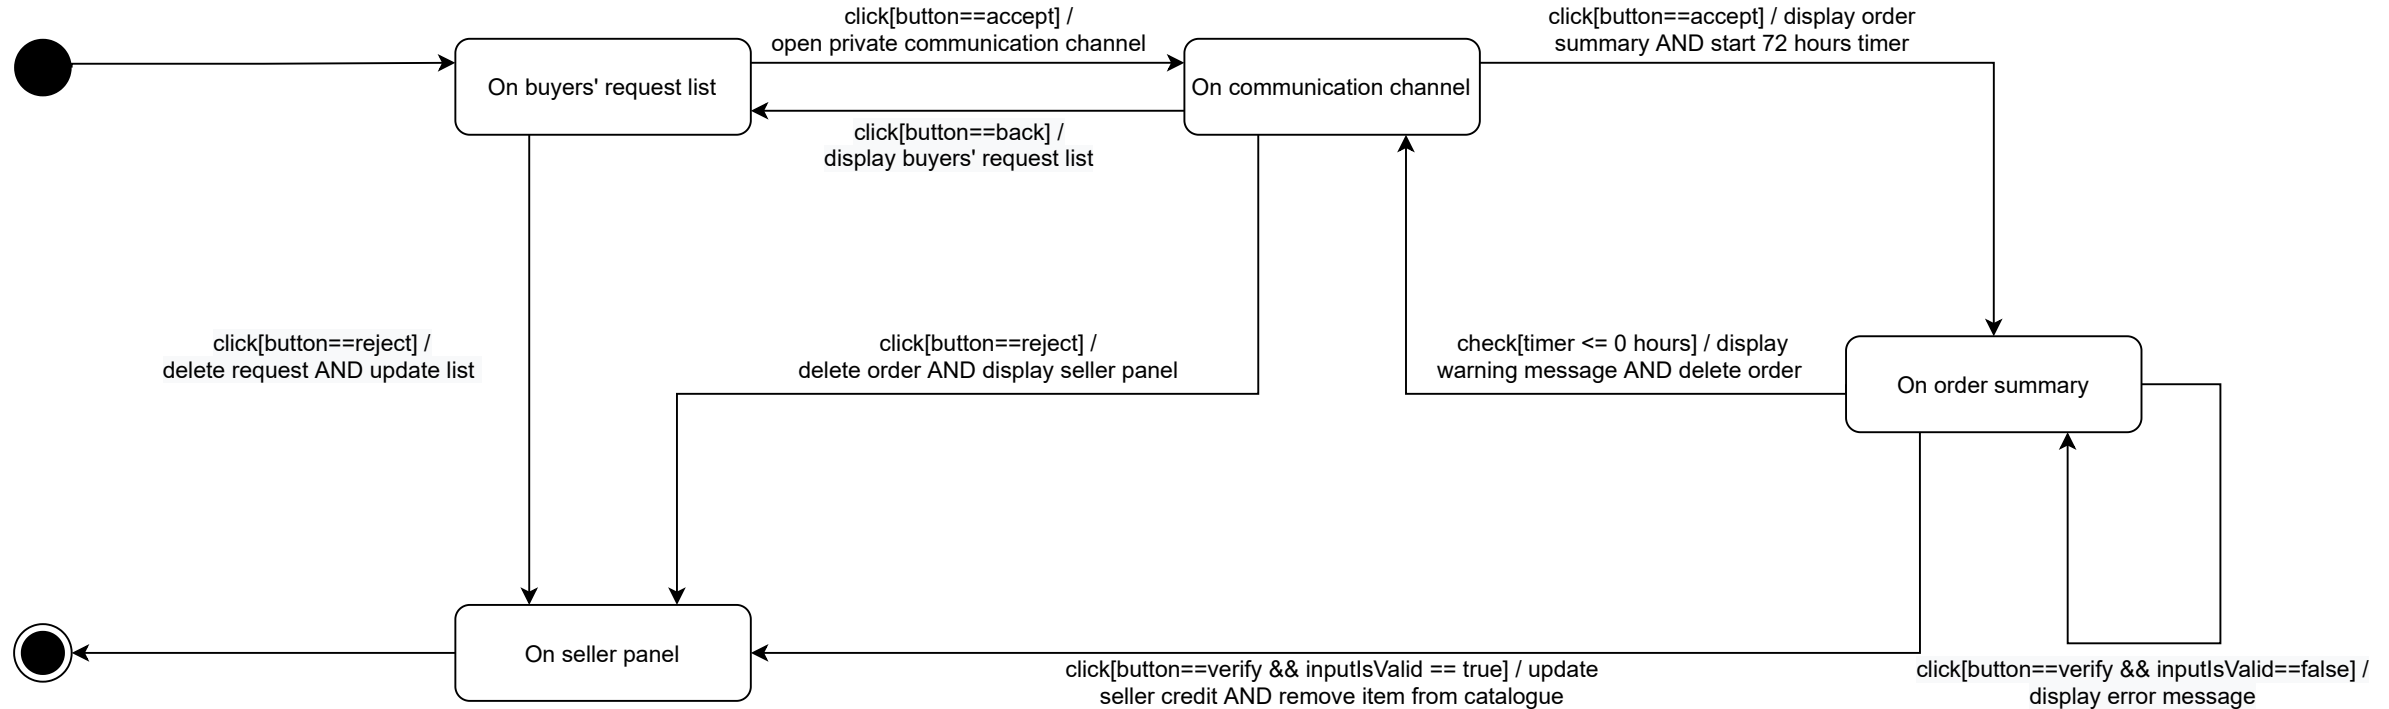 click[button==accept] /
open private communication channel
click[button==accept] / display order
summary AND start 72 hours timer
On buyers' request list
On communication channel
click[button==back] /
display buyers' request list
click[button==reject] /
delete request AND update list
click[button==reject] /
delete order AND display seller panel
check[timer <= 0 hours] / display
warning message AND delete order
On order summary
On seller panel
click[button==verify && inputIsValid == true] / update
seller credit AND remove item from catalogue
click[button==verify && inputIsValid==false] /
display error message